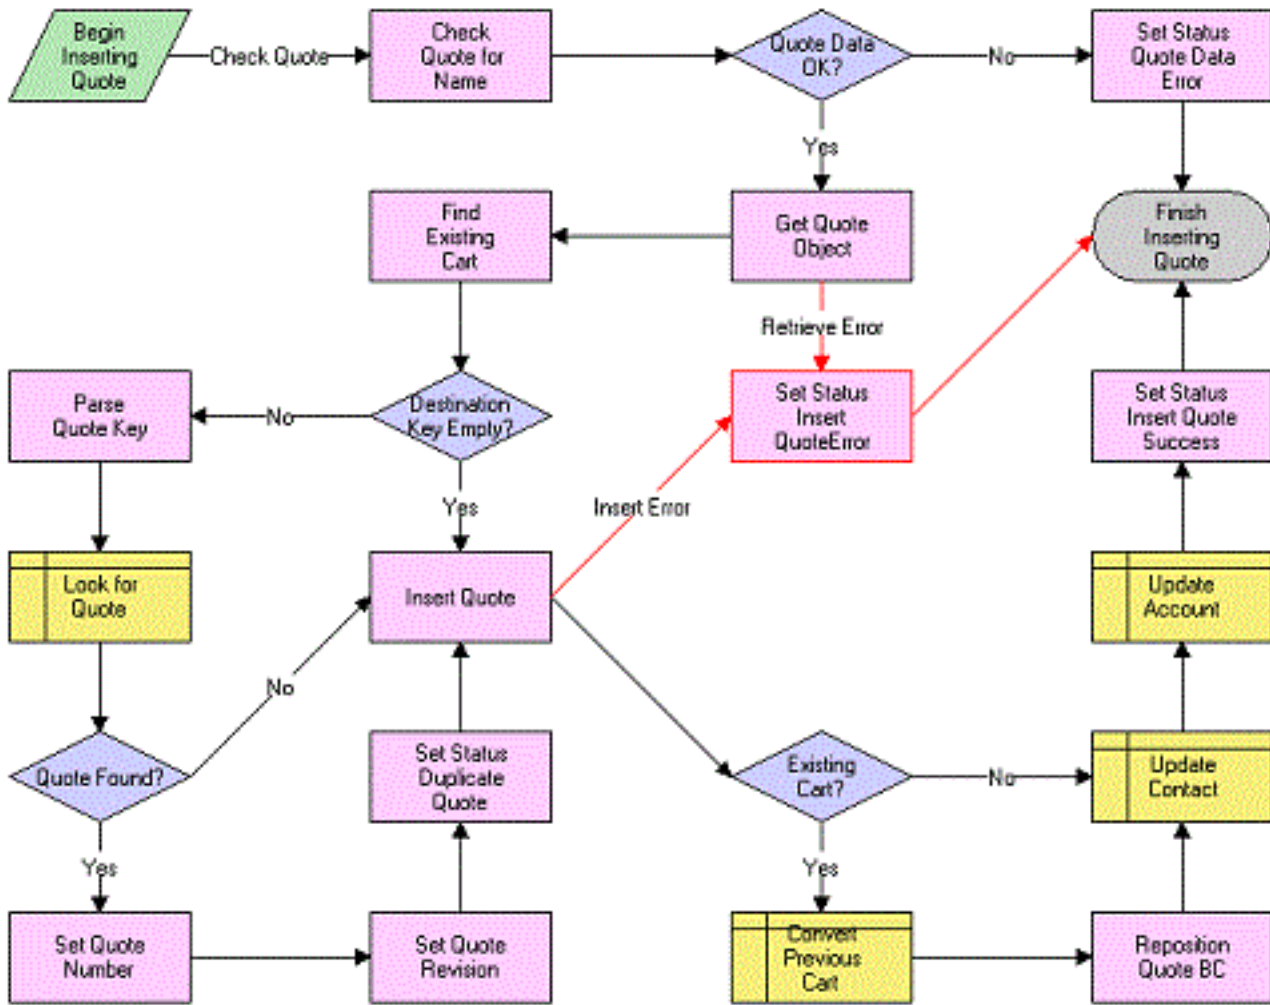 Begin
Inserting
Quote
Check Quote
Check
Quote for
Name
Quote Data
OK?
No
Set Status
Quote Data
Error
Yes
Find
Existing
Cart
Get Quote
Object
Finish
Inserting
Quote
Retrieve Error
Parse
Quote Key
No
Destination
Key Empty?
Set Status
Insert
QuoteError
Set Status
Insert Quote
Success
Yes
Insert Error
Look for
Quote
Insert Quote
Update
Account
No
Quote Found?
Set Status
Duplicate
Quote
Existing
Cart?
No
Update
Contact
Yes
Yes
Set Quote
Number
Set Quote
Revision
Convert
Previous
Cart
Reposition
Quote BC